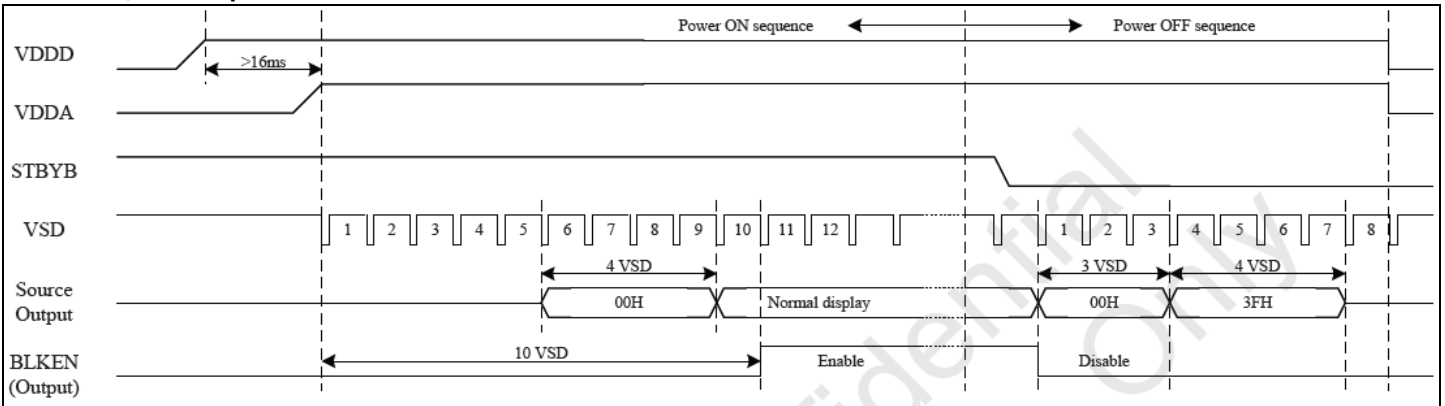 Power ON sequence
Power OFF sequence
VDDD
>16ms
VDDA
STBYB
VSD
1 2 3 4 5 6 7 8 9 10 11 12 1 2 3 4 5 6 7 8
4 VSD
3 VSD
4 VSD
Source
Output
00H
Normal display
00H
3FH
10 VSD
BLKEN
(Output)
Enable
Disable
fidential
Only